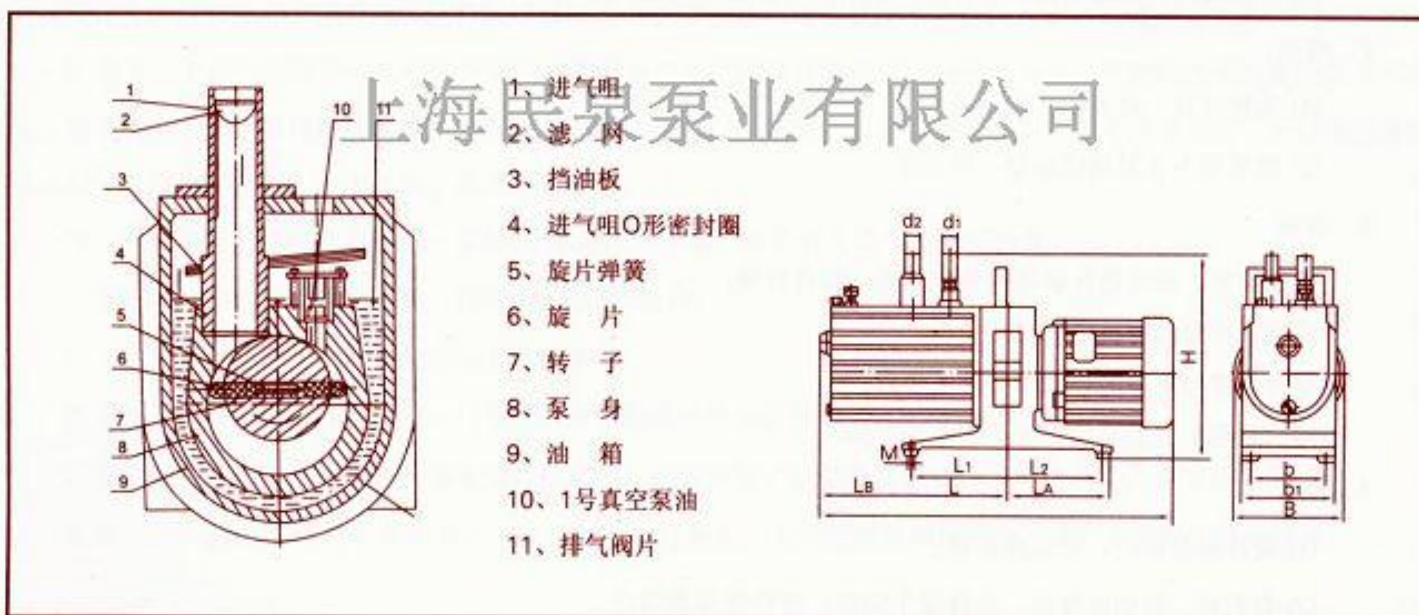 上海民泉泵业有限公司
1、进气咀
2、滤 网
3、挡油板
4、进气咀O形密封圈
5、旋片弹簧
6、旋 片
7、转 子
8、泵 身
9、油 箱
10、1号真空泵油
11、排气阀片
1
2
3
4
5
6
7
8
9
10
11
d2
d1
H
M
L1
L2
LB
L
LA
b
b1
B